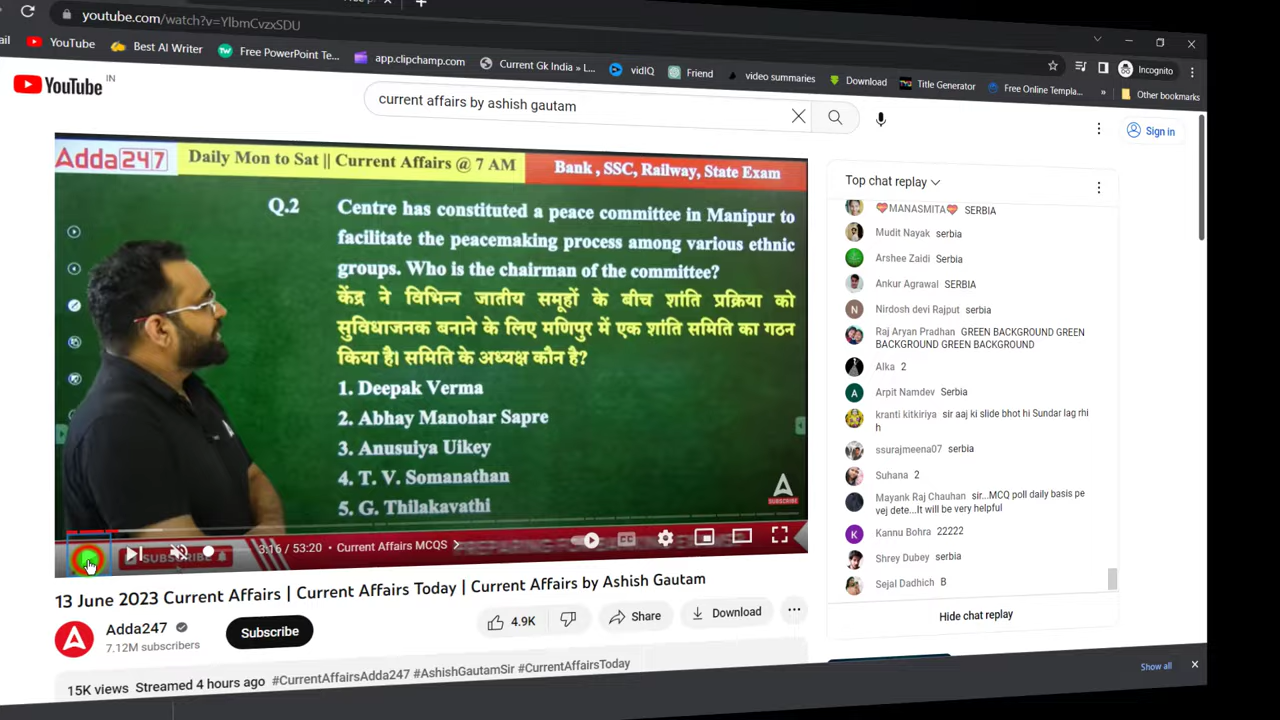 youtube.com/watch?v=YlbmCvzxSDU
YouTube
Best AI Writer
Free PowerPoint Te...
app.clipchamp.com
Current Gk India » L...
vidIQ
Friend
video summaries
Download
Title Generator
Free Online Templa...
»
Other bookmarks
Incognito
YouTube IN
current affairs by ashish gautam
Sign in
Adda247
Daily Mon to Sat || Current Affairs @ 7 AM
Bank , SSC, Railway, State Exam
Q.2 Centre has constituted a peace committee in Manipur to
facilitate the peacemaking process among various ethnic
groups. Who is the chairman of the committee?
केंद्र ने विभिन्न जातीय समूहों के बीच शांति प्रक्रिया को
सुविधाजनक बनाने के लिए मणिपुर में एक शांति समिति का गठन
किया है। समिति के अध्यक्ष कौन है?
1. Deepak Verma
2. Abhay Manohar Sapre
3. Anusuiya Uikey
4. T. V. Somanathan
5. G. Thilakavathi
SUBSCRIBE
SUBSCRIBE
3:16 / 53:20 • Current Affairs MCQS
13 June 2023 Current Affairs | Current Affairs Today | Current Affairs by Ashish Gautam
Adda247
7.12M subscribers
Subscribe
4.9K
Share
Download
15K views Streamed 4 hours ago #CurrentAffairsAdda247 #AshishGautamSir #CurrentAffairsToday
Top chat replay
MANASMITA SERBIA
Mudit Nayak serbia
Arshee Zaidi Serbia
Ankur Agrawal SERBIA
Nirdosh devi Rajput serbia
Raj Aryan Pradhan GREEN BACKGROUND GREEN
BACKGROUND GREEN BACKGROUND
Alka 2
Arpit Namdev Serbia
kranti kitkiriya sir aaj ki slide bhot hi Sundar lag rhi
h
ssurajmeena07 serbia
Suhana 2
Mayank Raj Chauhan sir...MCQ poll daily basis pe
vej dete...It will be very helpful
Kannu Bohra 22222
Shrey Dubey serbia
Sejal Dadhich B
Hide chat replay
Show all